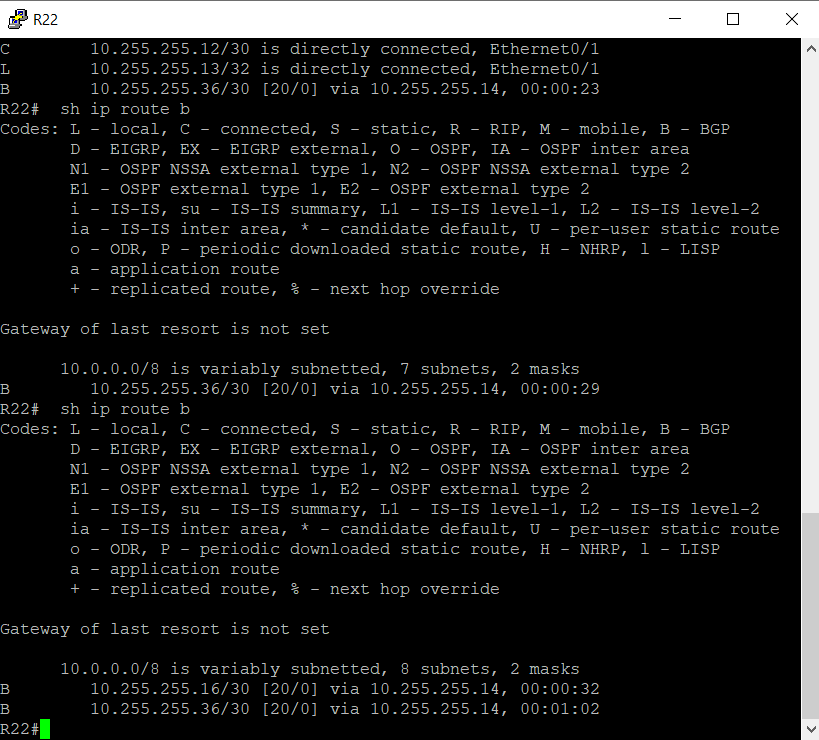 R22
C        10.255.255.12/30 is directly connected, Ethernet0/1
L        10.255.255.13/32 is directly connected, Ethernet0/1
B        10.255.255.36/30 [20/0] via 10.255.255.14, 00:00:23
R22#  sh ip route b
Codes: L - local, C - connected, S - static, R - RIP, M - mobile, B - BGP
       D - EIGRP, EX - EIGRP external, O - OSPF, IA - OSPF inter area
       N1 - OSPF NSSA external type 1, N2 - OSPF NSSA external type 2
       E1 - OSPF external type 1, E2 - OSPF external type 2
       i - IS-IS, su - IS-IS summary, L1 - IS-IS level-1, L2 - IS-IS level-2
       ia - IS-IS inter area, * - candidate default, U - per-user static route
       o - ODR, P - periodic downloaded static route, H - NHRP, l - LISP
       a - application route
       + - replicated route, % - next hop override

Gateway of last resort is not set

      10.0.0.0/8 is variably subnetted, 7 subnets, 2 masks
B        10.255.255.36/30 [20/0] via 10.255.255.14, 00:00:29
R22#  sh ip route b
Codes: L - local, C - connected, S - static, R - RIP, M - mobile, B - BGP
       D - EIGRP, EX - EIGRP external, O - OSPF, IA - OSPF inter area
       N1 - OSPF NSSA external type 1, N2 - OSPF NSSA external type 2
       E1 - OSPF external type 1, E2 - OSPF external type 2
       i - IS-IS, su - IS-IS summary, L1 - IS-IS level-1, L2 - IS-IS level-2
       ia - IS-IS inter area, * - candidate default, U - per-user static route
       o - ODR, P - periodic downloaded static route, H - NHRP, l - LISP
       a - application route
       + - replicated route, % - next hop override

Gateway of last resort is not set

      10.0.0.0/8 is variably subnetted, 8 subnets, 2 masks
B        10.255.255.16/30 [20/0] via 10.255.255.14, 00:00:32
B        10.255.255.36/30 [20/0] via 10.255.255.14, 00:01:02
R22#